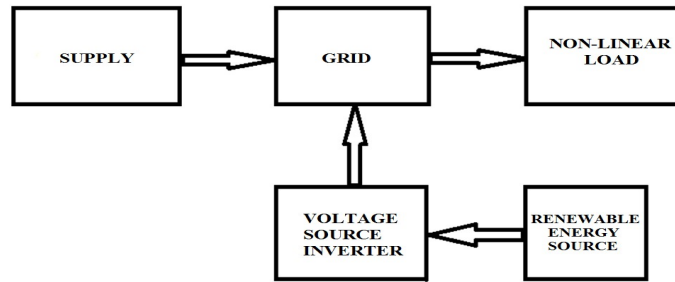 SUPPLY
GRID
NON-LINEAR
LOAD
VOLTAGE
SOURCE
INVERTER
RENEWABLE
ENERGY
SOURCE